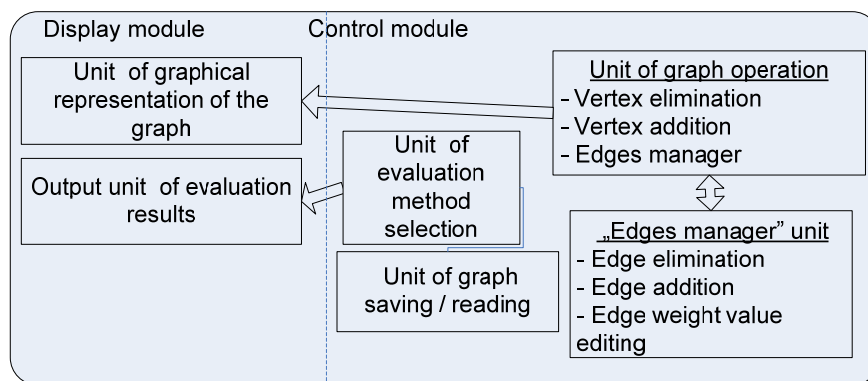 Display module
Control module
Unit of graphical
representation of the
graph
Output unit of evaluation
results
Unit of
evaluation
method
selection
Unit of graph
saving / reading
Unit of graph operation
- Vertex elimination
- Vertex addition
- Edges manager
„Edges manager” unit
- Edge elimination
- Edge addition
- Edge weight value
editing